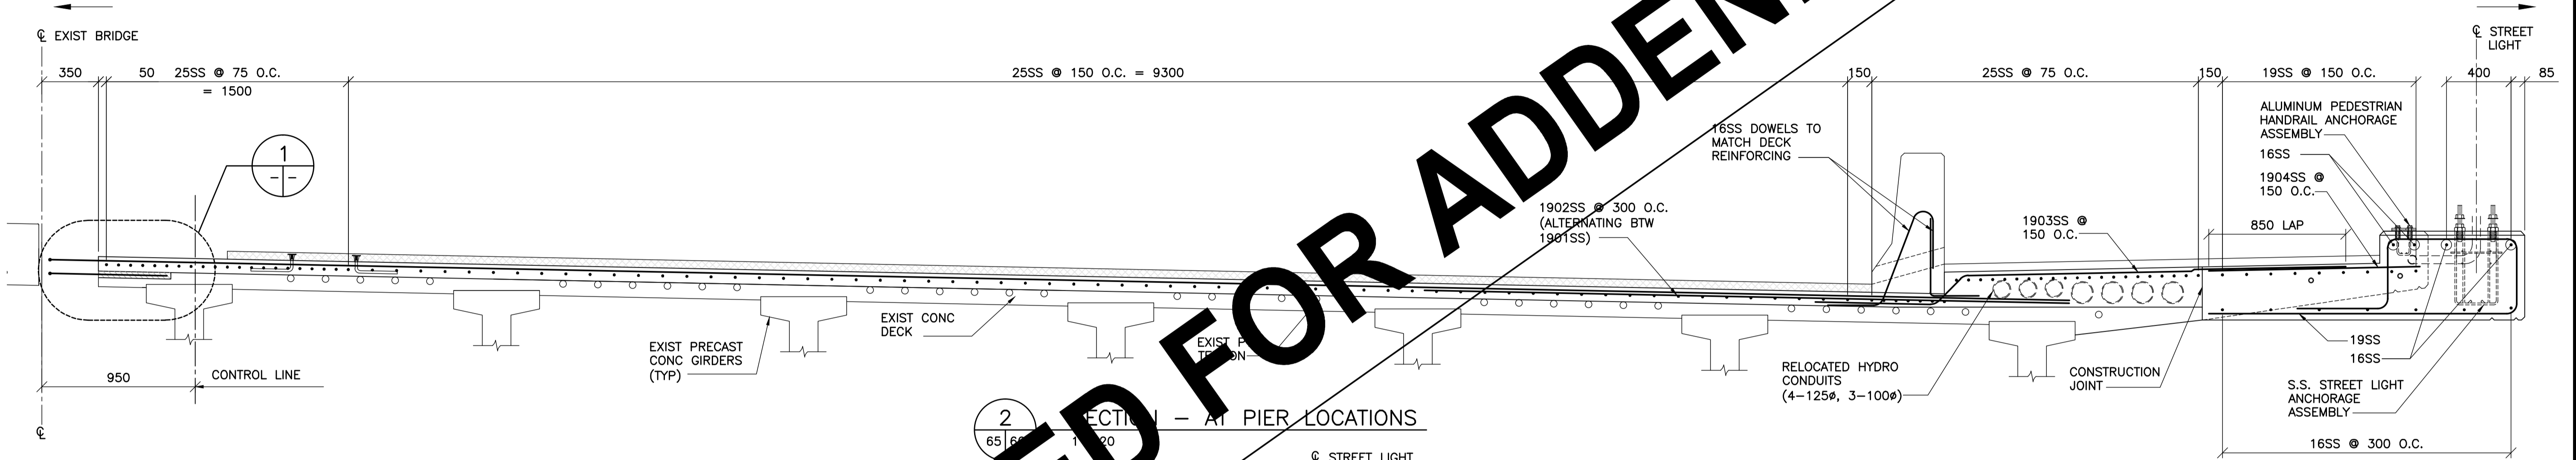 ℄ EXIST BRIDGE
℄ STREET
LIGHT
350
50
25SS @ 75 O.C.
= 1500
25SS @ 150 O.C. = 9300
150
25SS @ 75 O.C.
150
19SS @ 150 O.C.
400
85
1
- -
16SS DOWELS TO
MATCH DECK
REINFORCING
ALUMINUM PEDESTRIAN
HANDRAIL ANCHORAGE
ASSEMBLY
16SS
1904SS @
150 O.C.
1902SS @ 300 O.C.
(ALTERNATING BTW
1901SS)
1903SS @
150 O.C.
850 LAP
EXIST CONC
DECK
EXIST PRECAST
CONC GIRDERS
(TYP)
EXIST
950
CONTROL LINE
RELOCATED HYDRO
CONDUITS
(4-125ø, 3-100ø)
CONSTRUCTION
JOINT
19SS
16SS
S.S. STREET LIGHT
ANCHORAGE
ASSEMBLY
16SS @ 300 O.C.
℄
2
65
AT PIER LOCATIONS
℄ STREET LIGHT
FOR